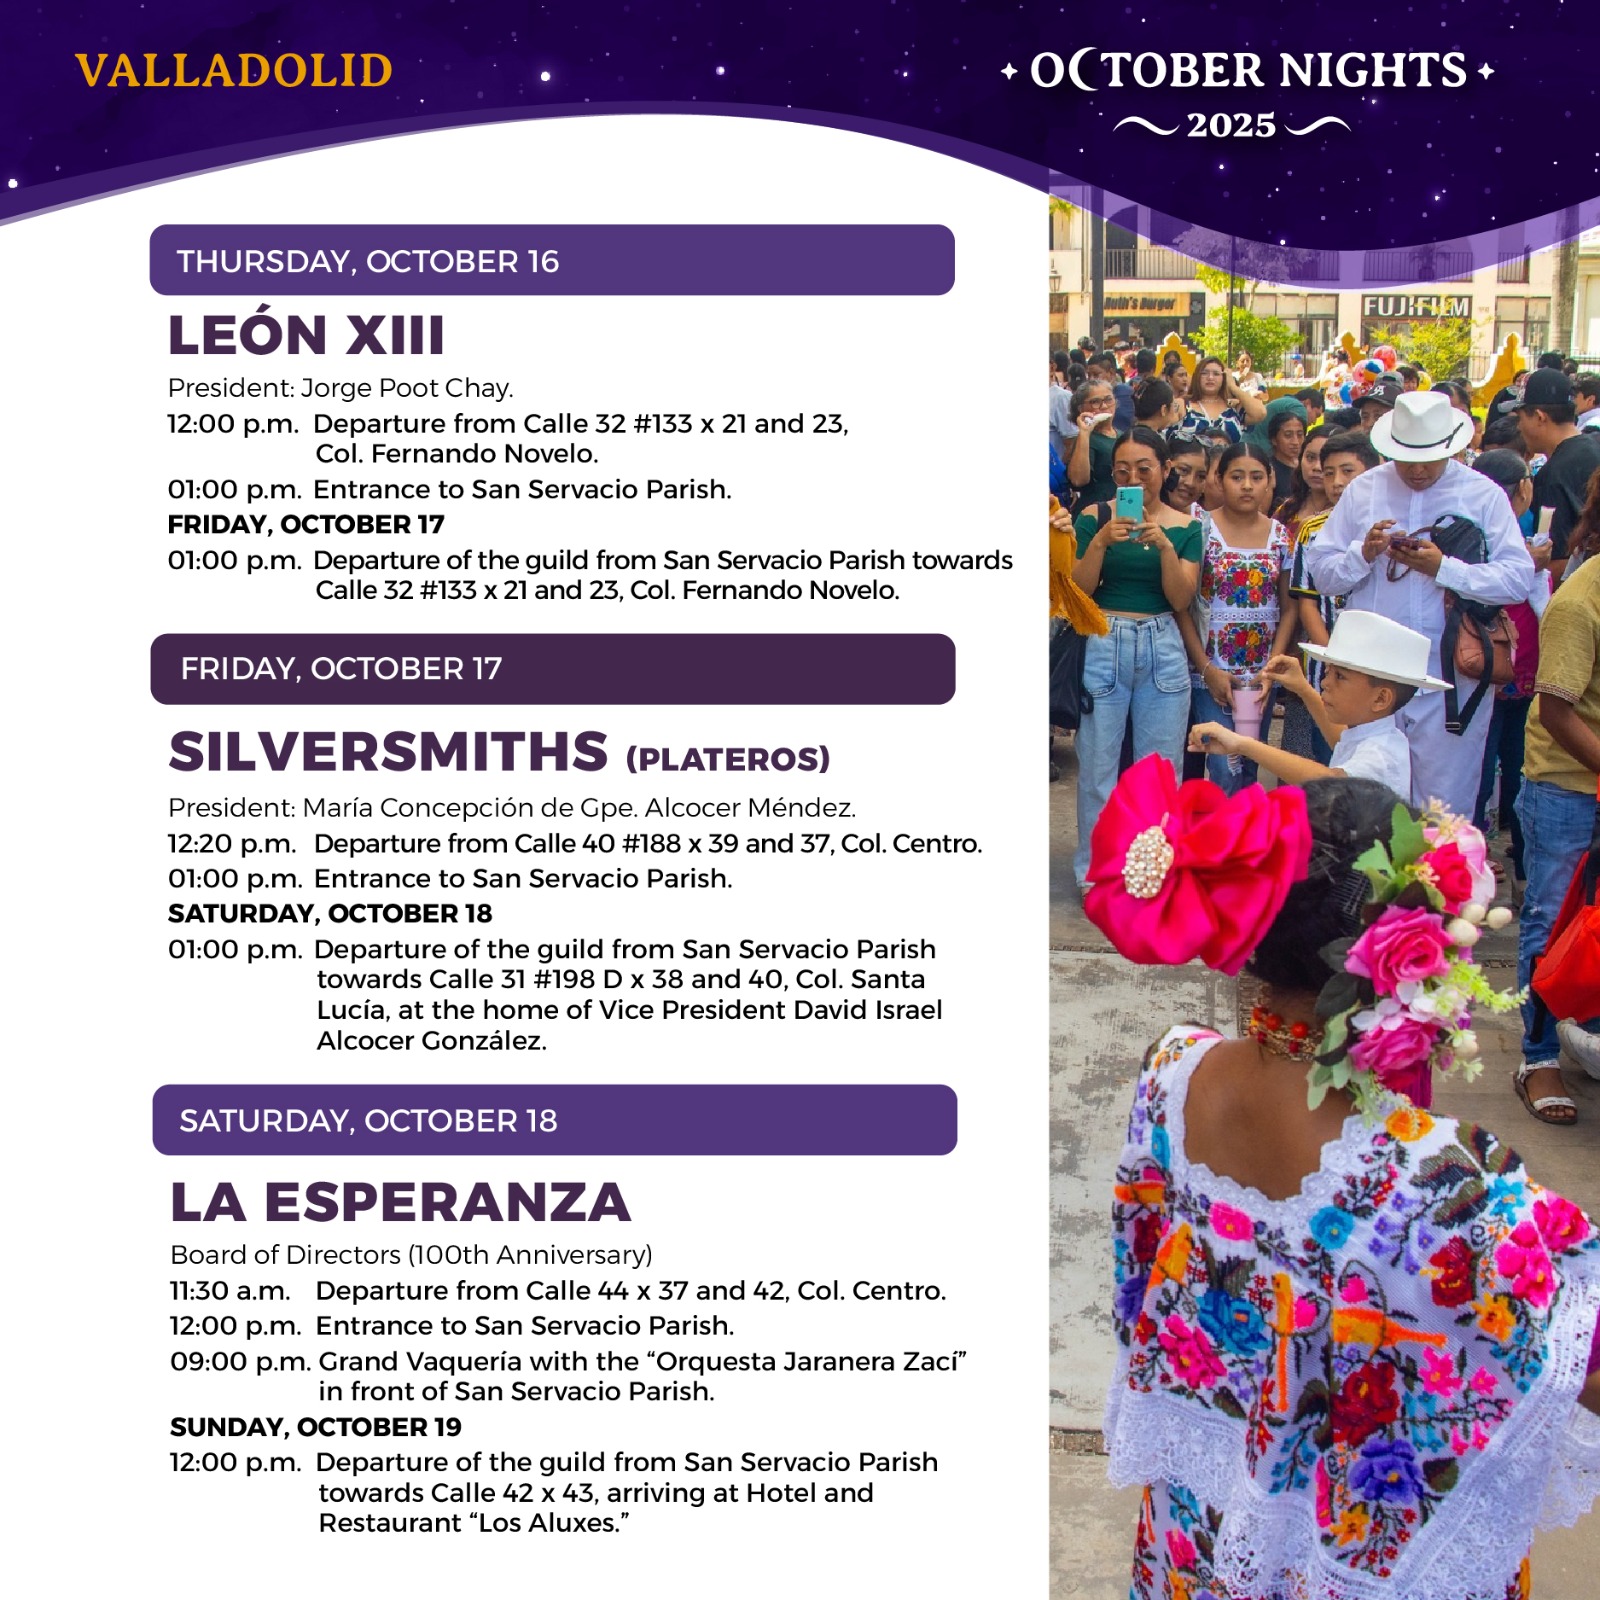 VALLADOLID
OCTOBER NIGHTS
2025
THURSDAY, OCTOBER 16
LEÓN XIII
President: Jorge Poot Chay.
12:00 p.m. Departure from Calle 32 #133 x 21 and 23,
Col. Fernando Novelo.
01:00 p.m. Entrance to San Servacio Parish.
FRIDAY, OCTOBER 17
01:00 p.m. Departure of the guild from San Servacio Parish towards
Calle 32 #133 x 21 and 23, Col. Fernando Novelo.
FRIDAY, OCTOBER 17
SILVERSMITHS (PLATEROS)
President: María Concepción de Gpe. Alcocer Méndez.
12:20 p.m. Departure from Calle 40 #188 x 39 and 37, Col. Centro.
01:00 p.m. Entrance to San Servacio Parish.
SATURDAY, OCTOBER 18
01:00 p.m. Departure of the guild from San Servacio Parish
towards Calle 31 #198 D x 38 and 40, Col. Santa
Lucía, at the home of Vice President David Israel
Alcocer González.
SATURDAY, OCTOBER 18
LA ESPERANZA
Board of Directors (100th Anniversary)
11:30 a.m. Departure from Calle 44 x 37 and 42, Col. Centro.
12:00 p.m. Entrance to San Servacio Parish.
09:00 p.m. Grand Vaquería with the “Orquesta Jaranera Zací”
in front of San Servacio Parish.
SUNDAY, OCTOBER 19
12:00 p.m. Departure of the guild from San Servacio Parish
towards Calle 42 x 43, arriving at Hotel and
Restaurant “Los Aluxes.”
Ruth's Burger
FUJIFILM